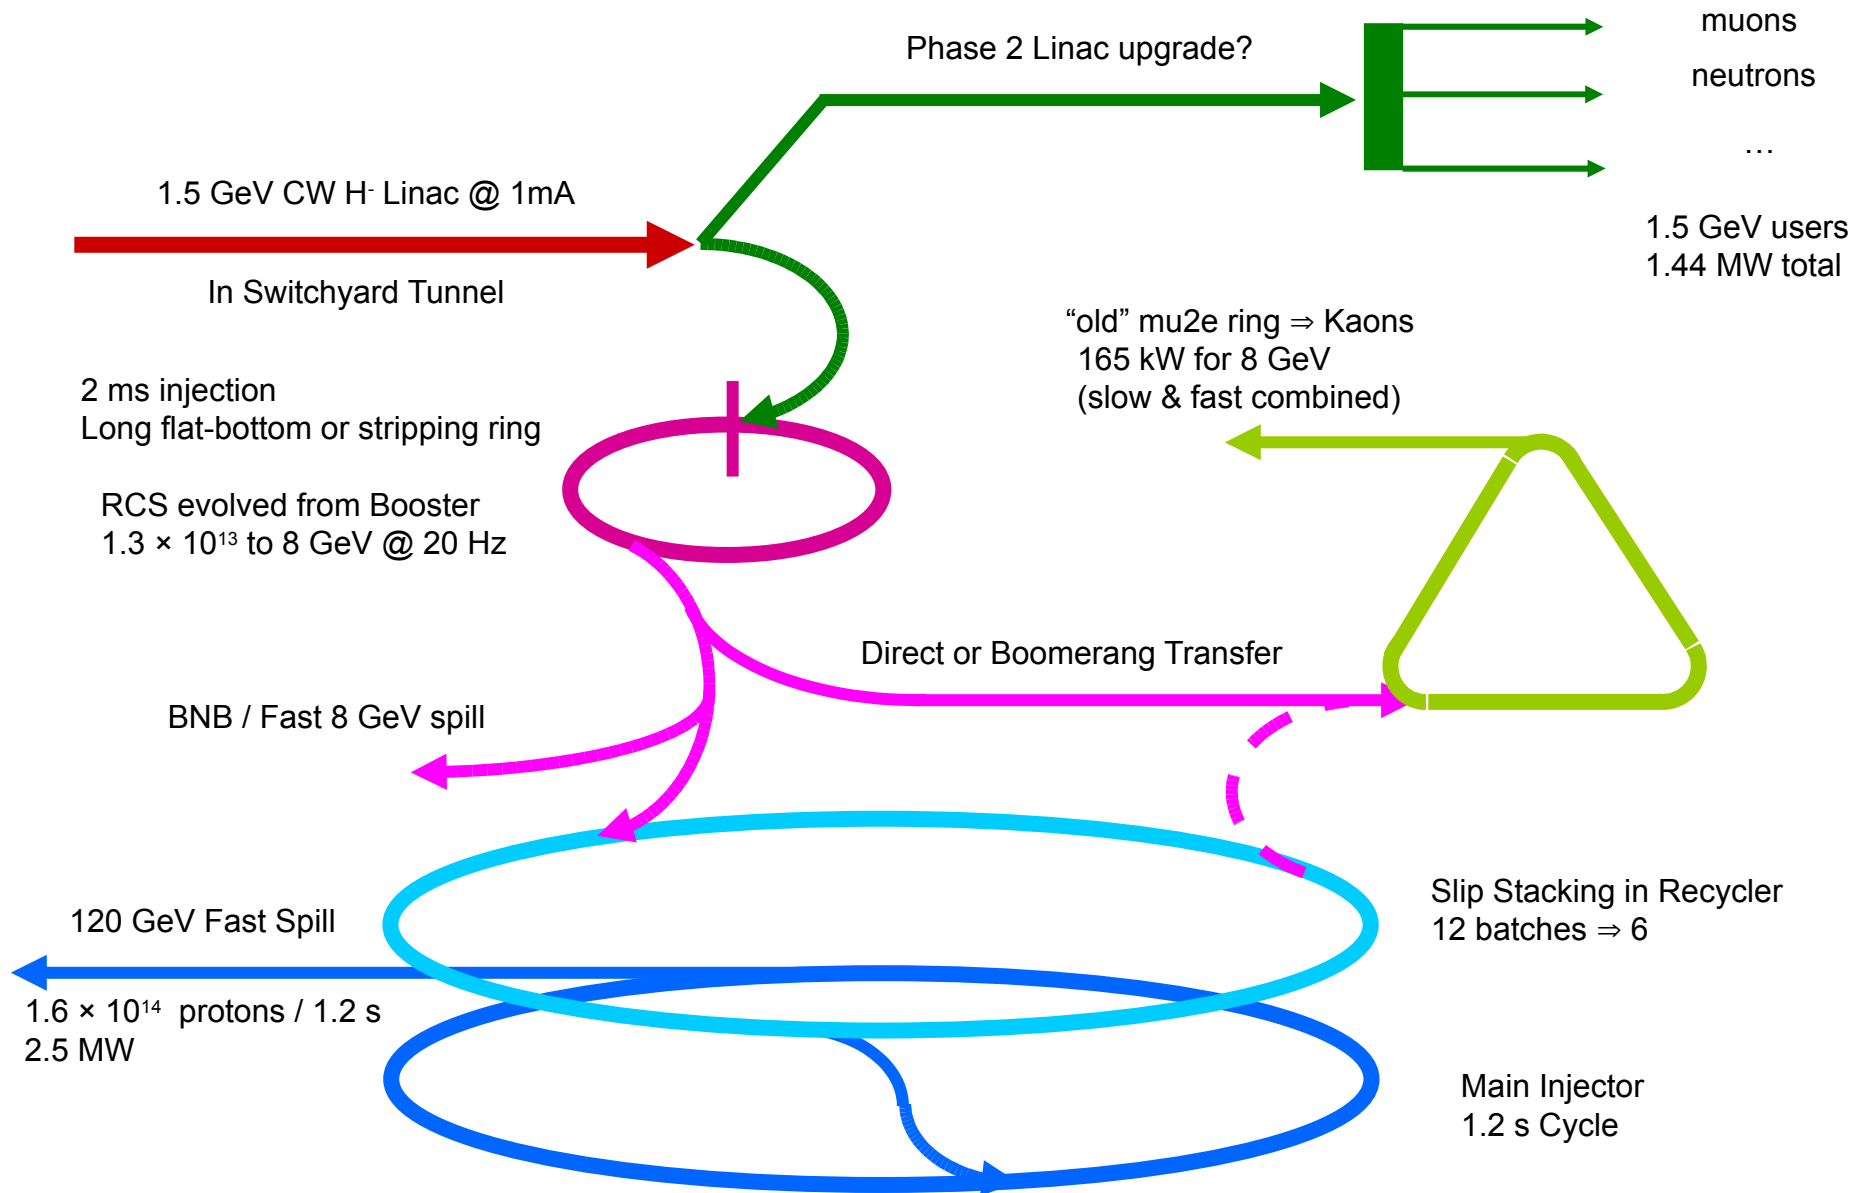 muons
Phase 2 Linac upgrade?
neutrons
…
1.5 GeV CW H- Linac @ 1mA
1.5 GeV users
1.44 MW total
In Switchyard Tunnel
“old” mu2e ring ⇒ Kaons
165 kW for 8 GeV
(slow & fast combined)
2 ms injection
Long flat-bottom or stripping ring
RCS evolved from Booster
1.3 × 10¹³ to 8 GeV @ 20 Hz
Direct or Boomerang Transfer
BNB / Fast 8 GeV spill
Slip Stacking in Recycler
12 batches ⇒ 6
120 GeV Fast Spill
1.6 × 10¹⁴ protons / 1.2 s
2.5 MW
Main Injector
1.2 s Cycle